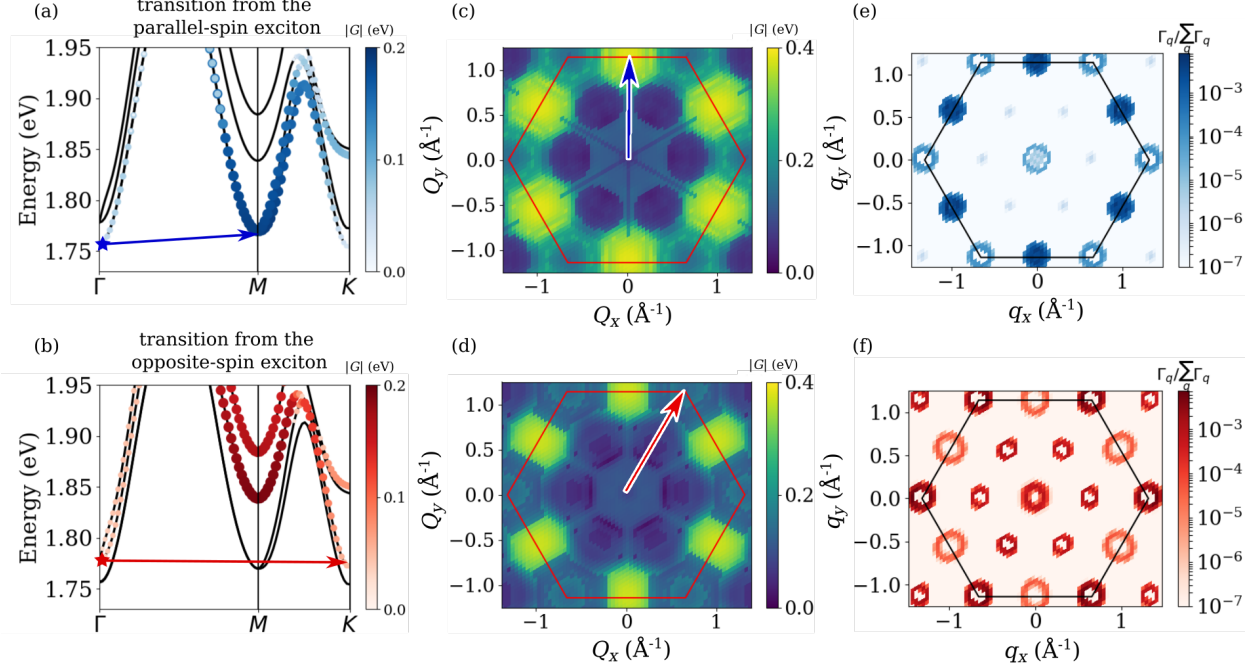 (a)
transition from the
parallel-spin exciton
|G| (eV)
1.95
1.90
1.85
1.80
1.75
Energy (eV)
Γ
M
K
0.2
0.1
0.0
(c)
|G| (eV)
1.0
0.5
0.0
−0.5
−1.0
Q_y (Å⁻¹)
−1
0
1
Q_x (Å⁻¹)
0.4
0.2
0.0
(e)
Γ_q/∑_qΓ_q
1.0
0.5
0.0
−0.5
−1.0
q_y (Å⁻¹)
−1
0
1
q_x (Å⁻¹)
10⁻³
10⁻⁴
10⁻⁵
10⁻⁶
10⁻⁷
(b)
transition from the
opposite-spin exciton
|G| (eV)
1.95
1.90
1.85
1.80
1.75
Energy (eV)
Γ
M
K
0.2
0.1
0.0
(d)
|G| (eV)
1.0
0.5
0.0
−0.5
−1.0
Q_y (Å⁻¹)
−1
0
1
Q_x (Å⁻¹)
0.4
0.2
0.0
(f)
Γ_q/∑_qΓ_q
1.0
0.5
0.0
−0.5
−1.0
q_y (Å⁻¹)
−1
0
1
q_x (Å⁻¹)
10⁻³
10⁻⁴
10⁻⁵
10⁻⁶
10⁻⁷